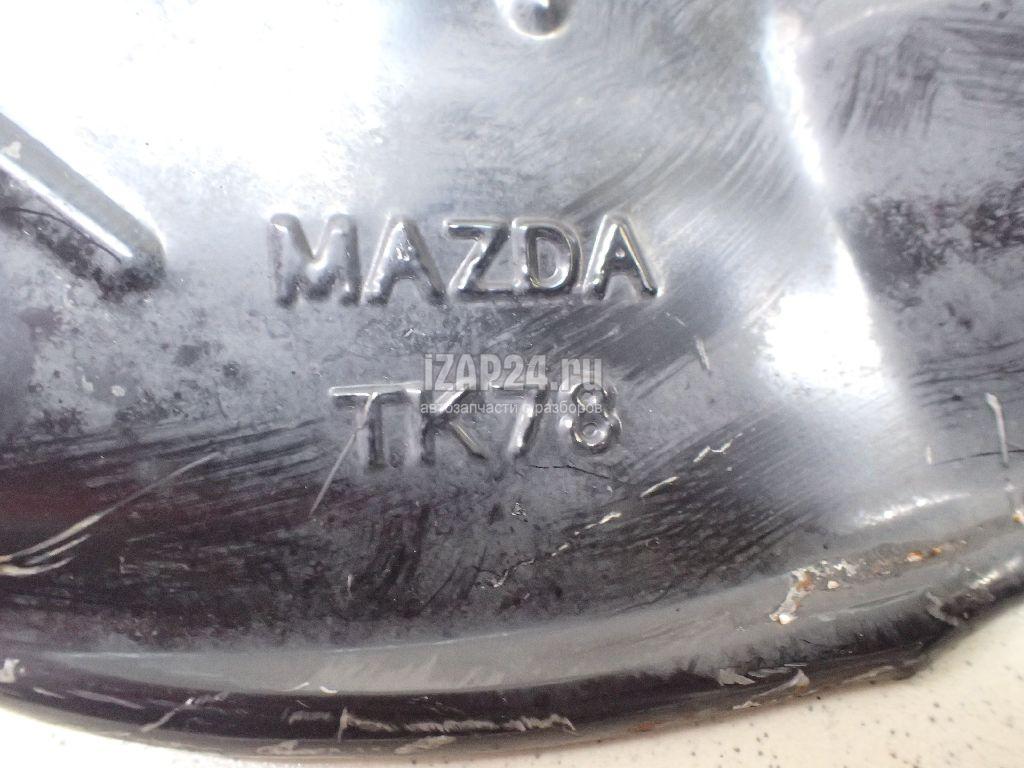 MAZDA
iZAP24.ru
автозапчасти с разборов
TK78